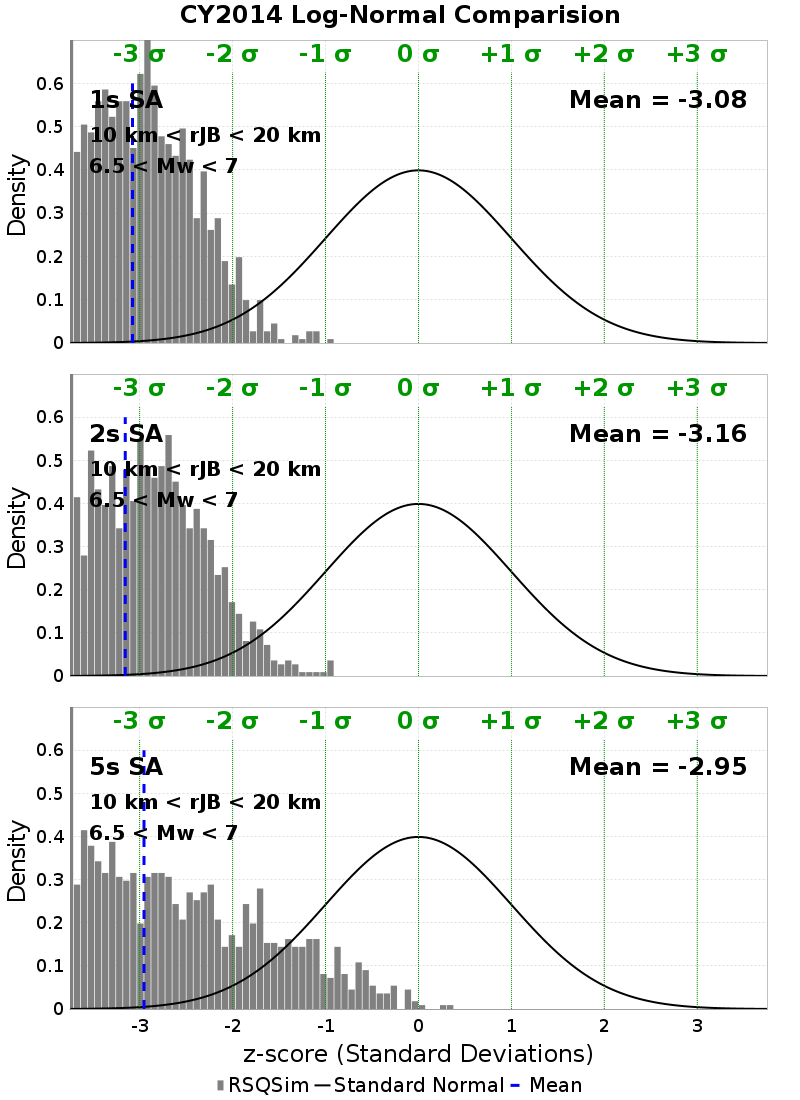 CY2014 Log-Normal Comparision
-3 σ -2 σ -1 σ 0 σ +1 σ +2 σ +3 σ
1s SA Mean = -3.08
10 km < rJB < 20 km
6.5 < Mw < 7
Density
0.6
0.5
0.4
0.3
0.2
0.1
0
-3 σ -2 σ -1 σ 0 σ +1 σ +2 σ +3 σ
2s SA Mean = -3.16
10 km < rJB < 20 km
6.5 < Mw < 7
Density
0.6
0.5
0.4
0.3
0.2
0.1
0
-3 σ -2 σ -1 σ 0 σ +1 σ +2 σ +3 σ
5s SA Mean = -2.95
10 km < rJB < 20 km
6.5 < Mw < 7
Density
0.6
0.5
0.4
0.3
0.2
0.1
0
-3 -2 -1 0 1 2 3
z-score (Standard Deviations)
RSQSim Standard Normal Mean